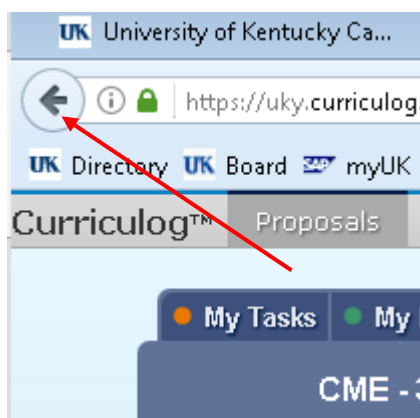 UK University of Kentucky Ca...
https://uky.curriculog
UK Directory UK Board SAP myUK
Curriculog™ Proposals
My Tasks My
CME -